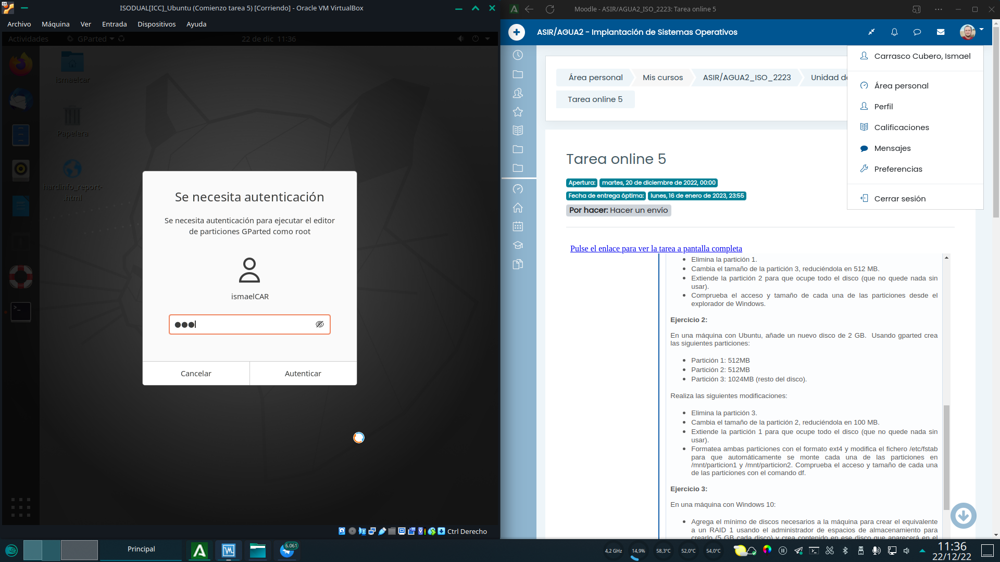 ISODUAL[ICC]_Ubuntu (Comienzo tarea 5) [Corriendo] - Oracle VM VirtualBox
Archivo Máquina Ver Entrada Dispositivos Ayuda
Actividades GParted 22 de dic 11:36
ismaelcar
Papelera
hardinfo_report-
.html
Se necesita autenticación
Se necesita autenticación para ejecutar el editor
de particiones GParted como root
ismaelCAR
Cancelar Autenticar
Ctrl Derecho
Moodle - ASIR/AGUA2_ISO_2223: Tarea online 5
ASIR/AGUA2 - Implantación de Sistemas Operativos
Área personal Mis cursos ASIR/AGUA2_ISO_2223 Unidad de
Tarea online 5
Carrasco Cubero, Ismael
Área personal
Perfil
Calificaciones
Mensajes
Preferencias
Cerrar sesión
Tarea online 5
Apertura: martes, 20 de diciembre de 2022, 00:00
Fecha de entrega óptima: lunes, 16 de enero de 2023, 23:55
Por hacer: Hacer un envío
Pulse el enlace para ver la tarea a pantalla completa
Elimina la partición 1.
Cambia el tamaño de la partición 3, reduciéndola en 512 MB.
Extiende la partición 2 para que ocupe todo el disco (que no quede nada sin
usar).
Comprueba el acceso y tamaño de cada una de las particiones desde el
explorador de Windows.
Ejercicio 2:
En una máquina con Ubuntu, añade un nuevo disco de 2 GB. Usando gparted crea
las siguientes particiones:
Partición 1: 512MB
Partición 2: 512MB
Partición 3: 1024MB (resto del disco).
Realiza las siguientes modificaciones:
Elimina la partición 3.
Cambia el tamaño de la partición 2, reduciéndola en 100 MB.
Extiende la partición 1 para que ocupe todo el disco (que no quede nada sin
usar).
Formatea ambas particiones con el formato ext4 y modifica el fichero /etc/fstab
para que automáticamente se monte cada una de las particiones en
/mnt/particion1 y /mnt/particion2. Comprueba el acceso y tamaño de cada una
de las particiones con el comando df.
Ejercicio 3:
En una máquina con Windows 10:
Agrega el mínimo de discos necesarios a la máquina para crear el equivalente
a un RAID 1 usando el administrador de espacios de almacenamiento para
crearlo (5 GB cada disco) y crea contenido en ese disco que aparecerá en el
Principal
6.061
4,2 GHz 14,9% 58,3°C 52,0°C 54,0°C
11:36
22/12/22